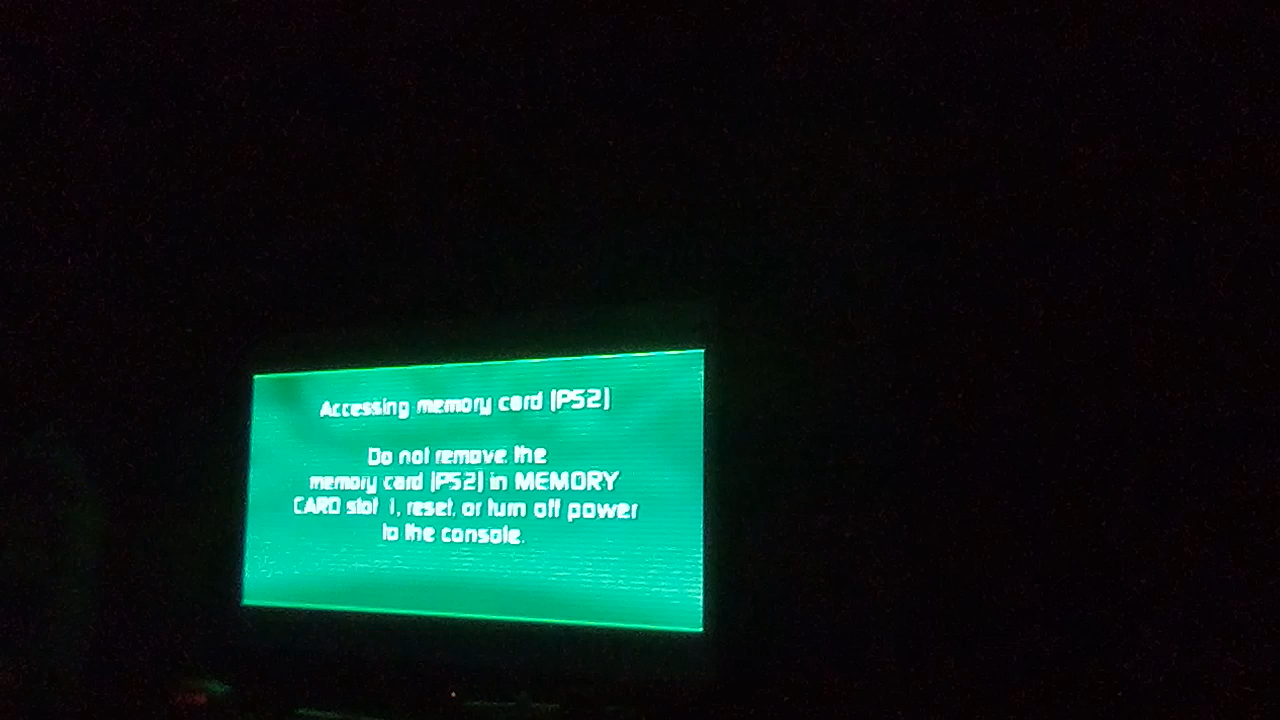 Accessing memory card (PS2)
Do not remove the
memory card (PS2) in MEMORY
CARD slot 1, reset, or turn off power
to the console.